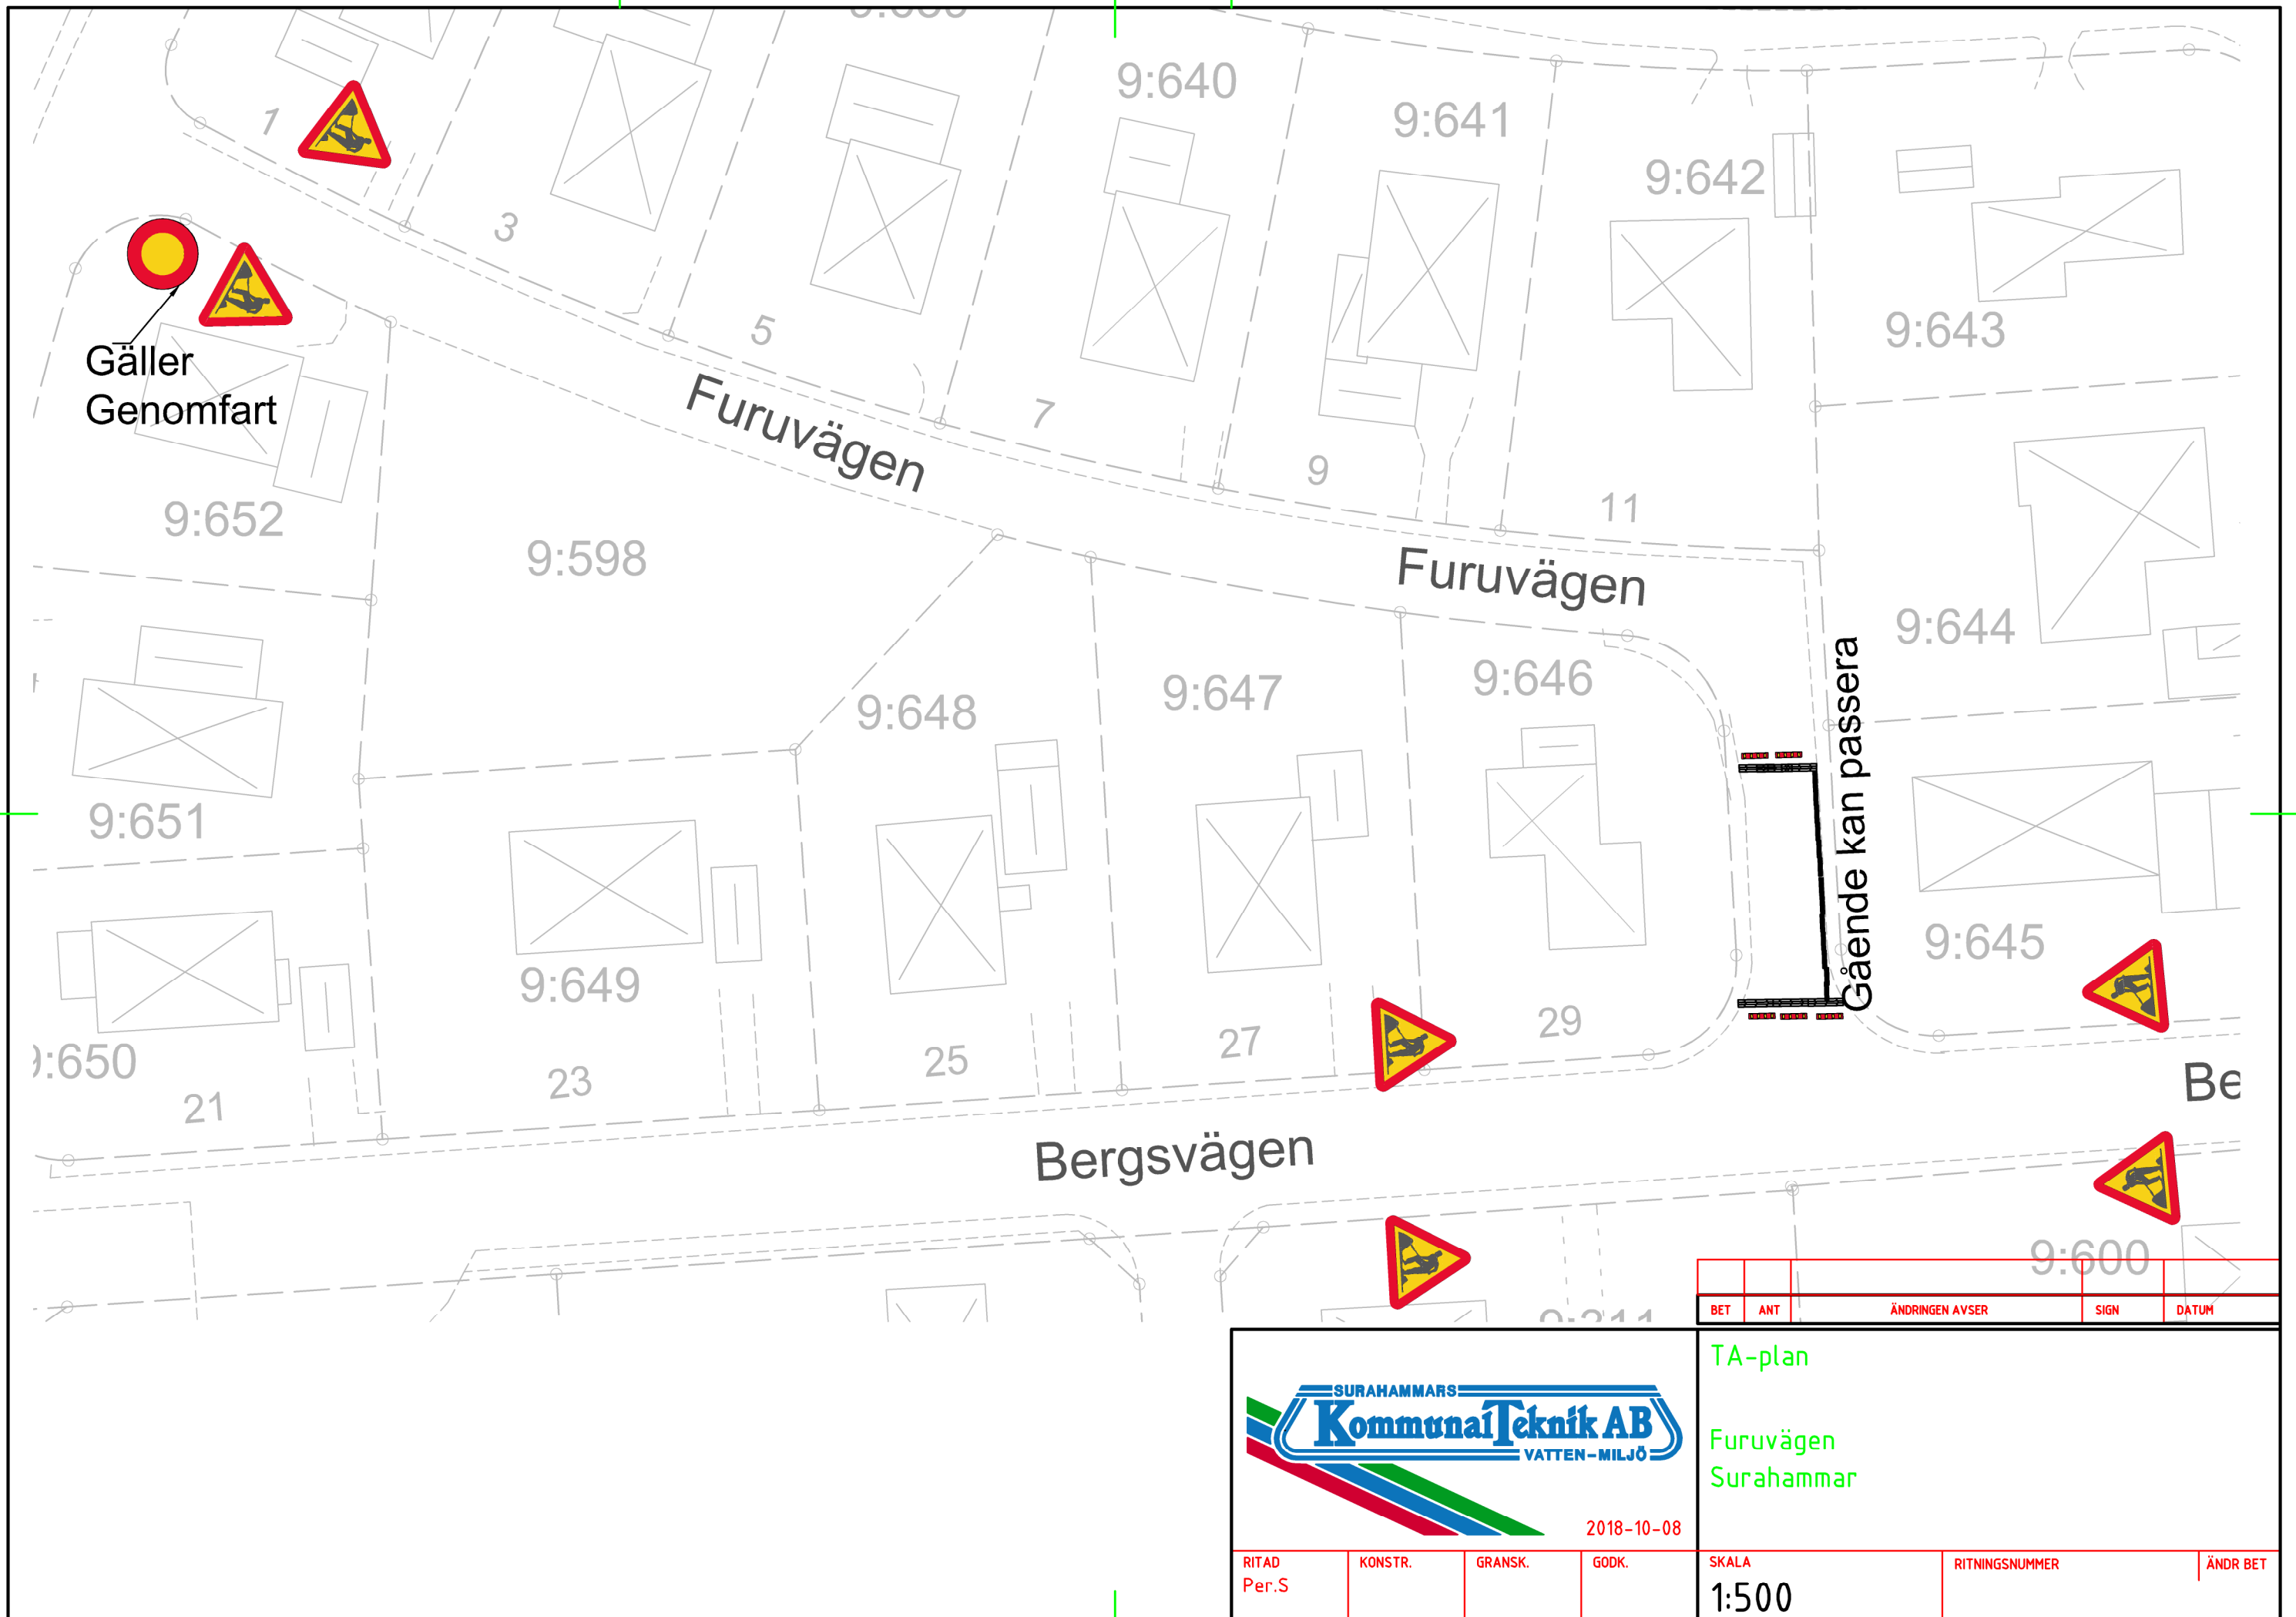 9:640
9:641
9:642
1
3
5
7
9
11
9:643
Gäller
Genomfart
Furuvägen
9:652
9:598
Furuvägen
9:644
9:648
9:647
9:646
Gående kan passera
9:651
9:649
9:645
9:650
21
23
25
27
29
Be
Bergsvägen
9:600
9:311
BET ANT ÄNDRINGEN AVSER SIGN DATUM
SURAHAMMARS
KommunalTeknik AB
VATTEN-MILJÖ
2018-10-08
TA-plan
Furuvägen
Surahammar
RITAD KONSTR. GRANSK. GODK. SKALA RITNINGSNUMMER ÄNDR BET
Per.S
1:500